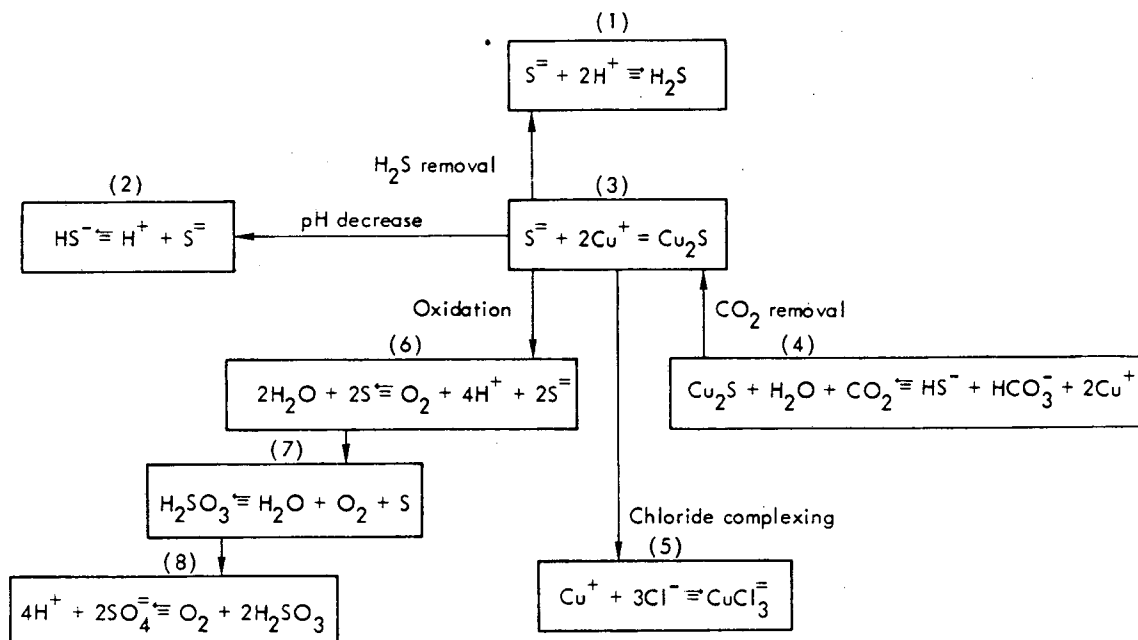 (1)
S⁼ + 2H⁺ ⇌ H₂S
H₂S removal
(2)
HS⁻ ⇌ H⁺ + S⁼
pH decrease
(3)
S⁼ + 2Cu⁺ = Cu₂S
Oxidation
CO₂ removal
(6)
2H₂O + 2S ⇌ O₂ + 4H⁺ + 2S⁼
(4)
Cu₂S + H₂O + CO₂ ⇌ HS⁻ + HCO₃⁻ + 2Cu⁺
(7)
H₂SO₃ ⇌ H₂O + O₂ + S
Chloride complexing
(8)
4H⁺ + 2SO₄⁼ ⇌ O₂ + 2H₂SO₃
(5)
Cu⁺ + 3Cl⁻ ⇌ CuCl₃⁼